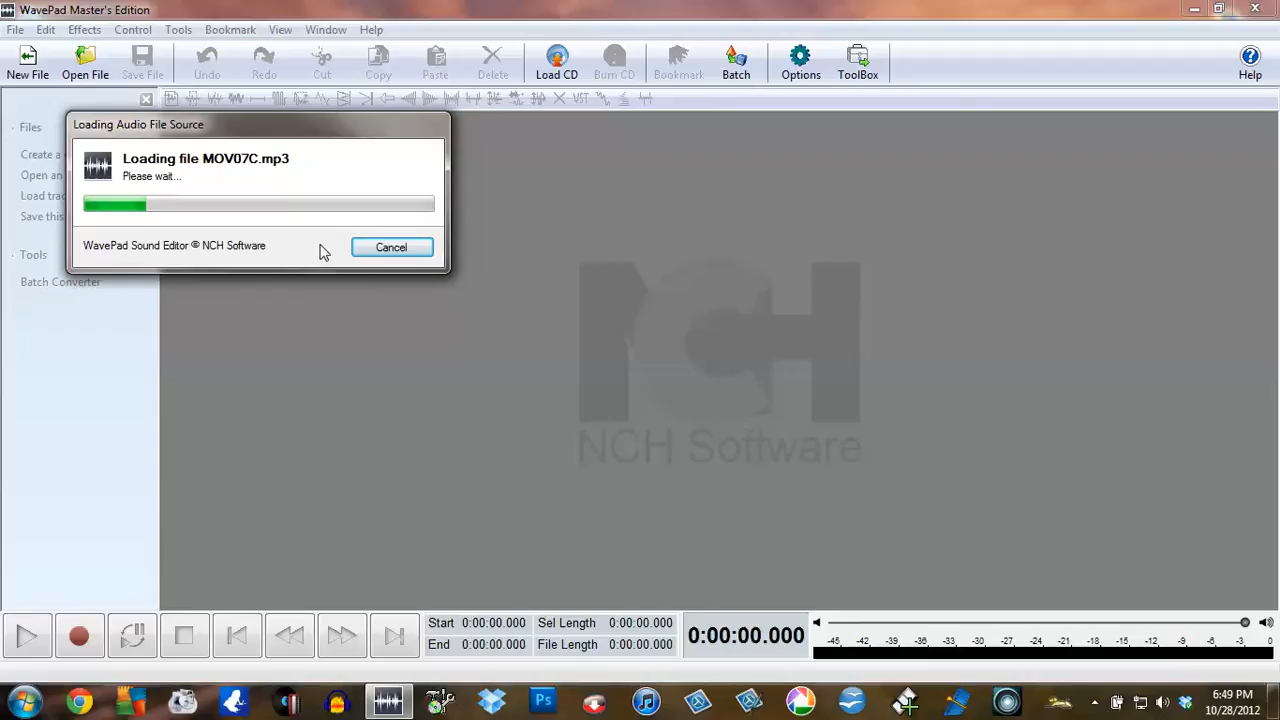 WavePad Master's Edition
File Edit Effects Control Tools Bookmark View Window Help
New File Open File Save File Undo Redo Cut Copy Paste Delete Load CD Burn CD Bookmark Batch Options ToolBox Help
VST
Files
Create a
Open an
Load trac
Save this
Tools
Batch Converter
Loading Audio File Source
Loading file MOV07C.mp3
Please wait...
WavePad Sound Editor © NCH Software
Cancel
NCH
NCH Software
Start 0:00:00.000 Sel Length 0:00:00.000
End 0:00:00.000 File Length 0:00:00.000
0:00:00.000
-45 -42 -39 -36 -33 -30 -27 -24 -21 -18 -15 -12 -9 -6 -3 0
Ps
6:49 PM
10/28/2012